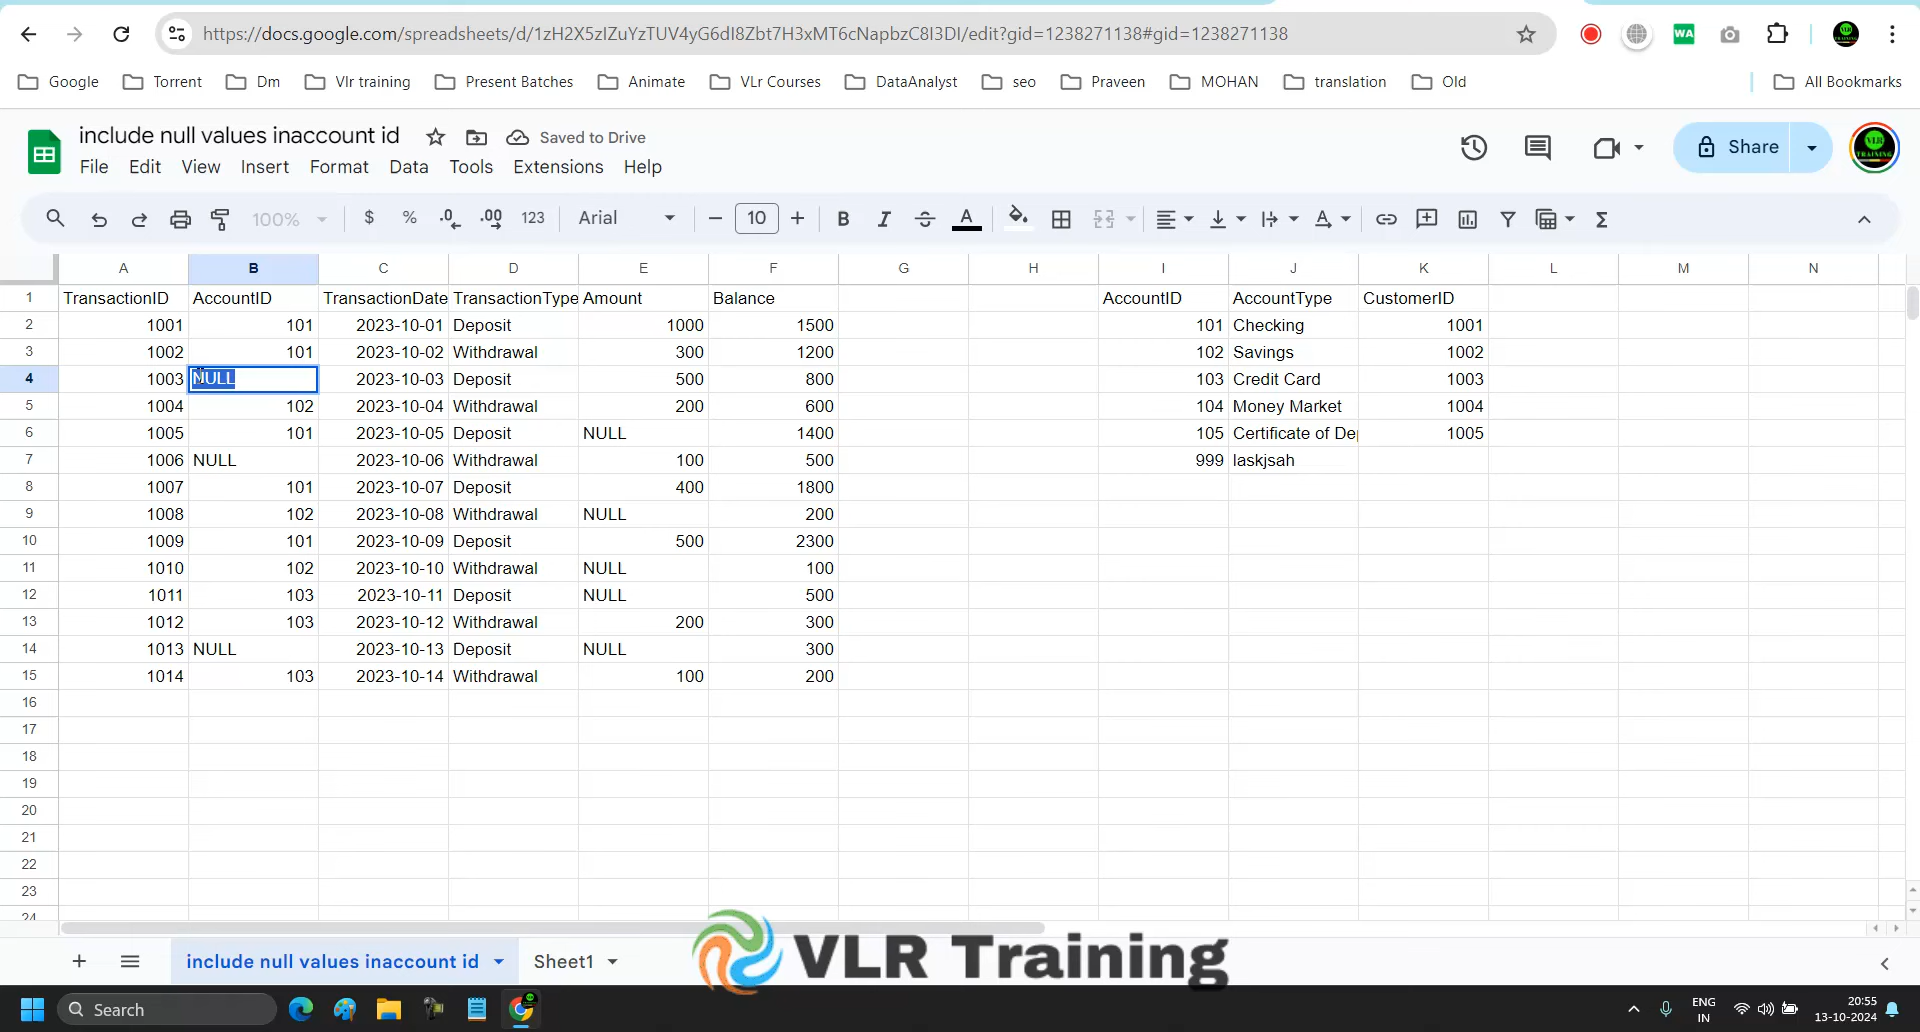 https://docs.google.com/spreadsheets/d/1zH2X5zIZuYzTUV4yG6dI8Zbt7H3xMT6cNapbzC8I3DI/edit?gid=1238271138#gid=1238271138
Google Torrent Dm Vlr training Present Batches Animate VLr Courses DataAnalyst seo Praveen MOHAN translation Old All Bookmarks
include null values inaccount id Saved to Drive
File Edit View Insert Format Data Tools Extensions Help
Share
100% $ % .0 .00 123 Arial 10 B I A
A B C D E F G H I J K L M N
1 TransactionID AccountID TransactionDate TransactionType Amount Balance AccountID AccountType CustomerID
2 1001 101 2023-10-01 Deposit 1000 1500 101 Checking 1001
3 1002 101 2023-10-02 Withdrawal 300 1200 102 Savings 1002
4 1003 NULL 2023-10-03 Deposit 500 800 103 Credit Card 1003
5 1004 102 2023-10-04 Withdrawal 200 600 104 Money Market 1004
6 1005 101 2023-10-05 Deposit NULL 1400 105 Certificate of De 1005
7 1006 NULL 2023-10-06 Withdrawal 100 500 999 laskjsah
8 1007 101 2023-10-07 Deposit 400 1800
9 1008 102 2023-10-08 Withdrawal NULL 200
10 1009 101 2023-10-09 Deposit 500 2300
11 1010 102 2023-10-10 Withdrawal NULL 100
12 1011 103 2023-10-11 Deposit NULL 500
13 1012 103 2023-10-12 Withdrawal 200 300
14 1013 NULL 2023-10-13 Deposit NULL 300
15 1014 103 2023-10-14 Withdrawal 100 200
16
17
18
19
20
21
22
23
24
include null values inaccount id Sheet1
VLR Training
Search
ENG
IN
20:55
13-10-2024